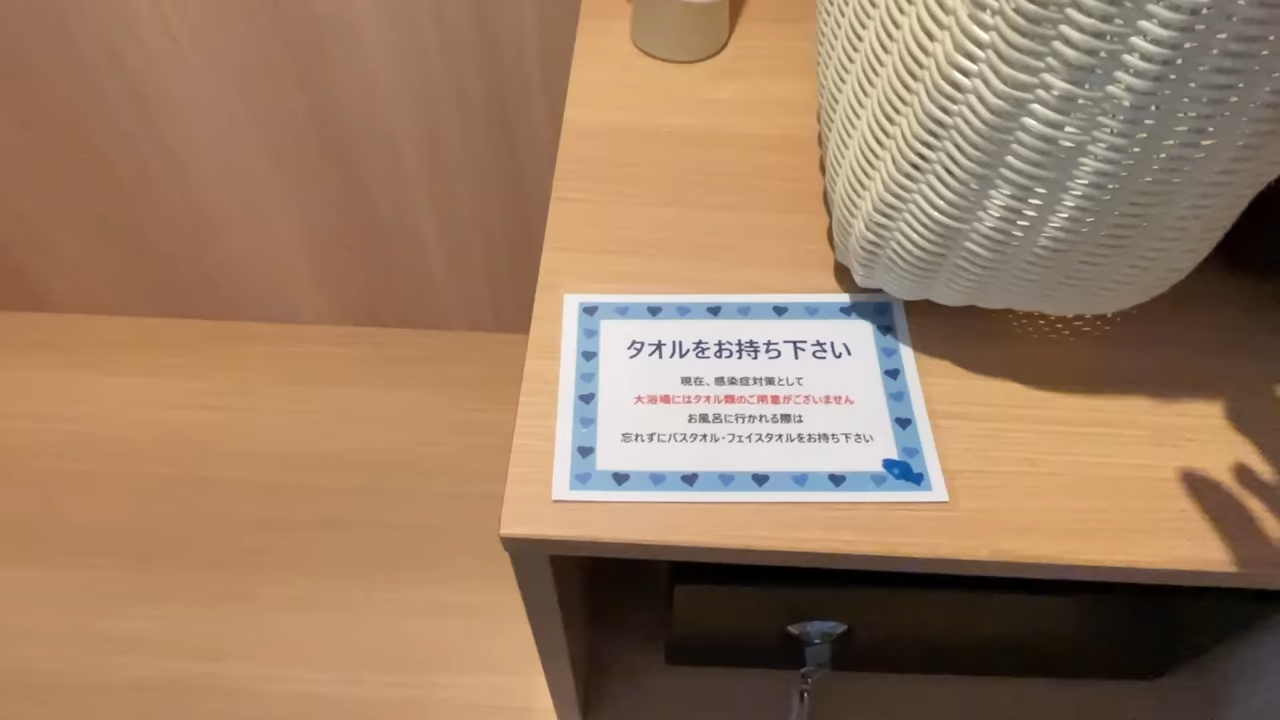 タオルをお持ち下さい
現在、感染症対策として
大浴場にはタオル類のご用意がございません
お風呂に行かれる際は
忘れずにバスタオル・フェイスタオルをお持ち下さい